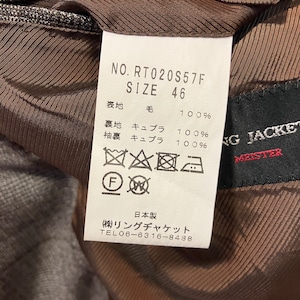 NO.RT020S57F
SIZE 46
表地 毛 100%
裏地 キュプラ 100%
袖裏 キュプラ 100%
F
W
日本製
㈱リングヂャケット
TEL06-6316-8488
NG JACKET
MEISTER